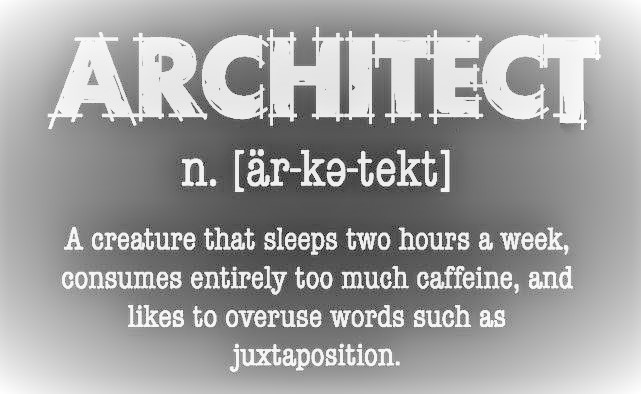 ARCHITECT
n. [är-kə-tekt]
A creature that sleeps two hours a week,
consumes entirely too much caffeine, and
likes to overuse words such as
juxtaposition.